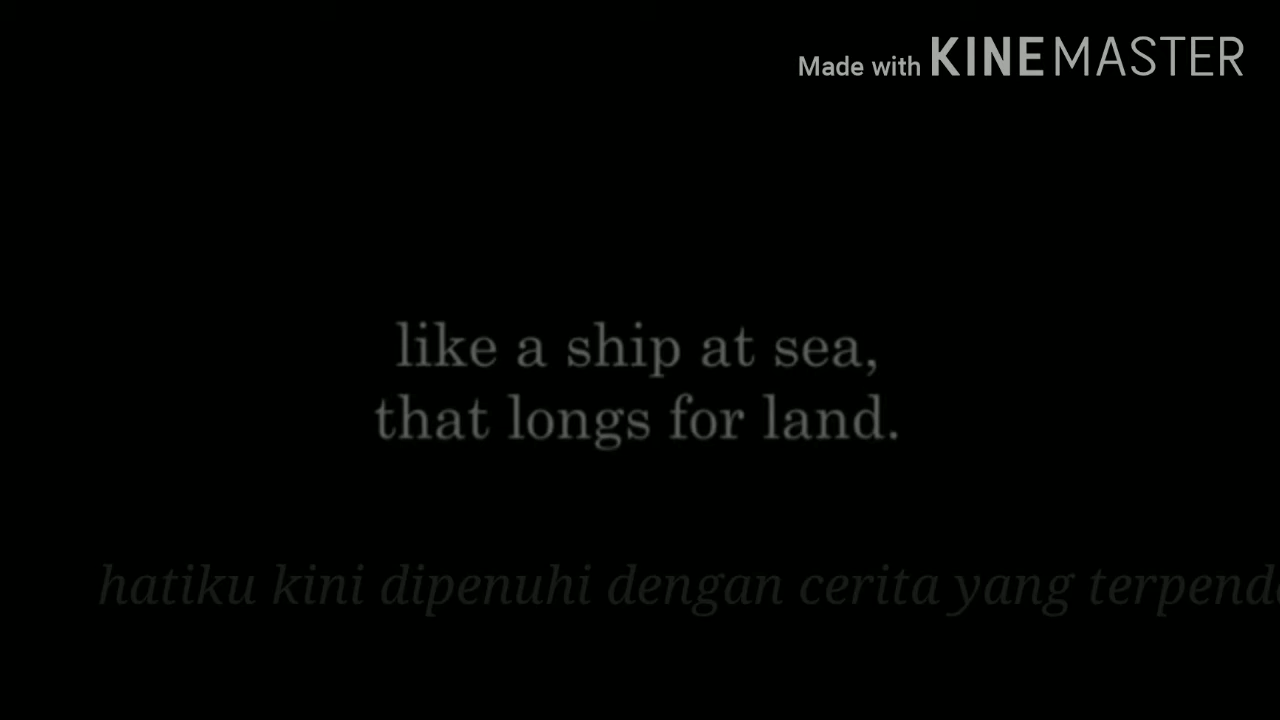 Made with KINEMASTER
like a ship at sea,
that longs for land.
hatiku kini dipenuhi dengan cerita yang